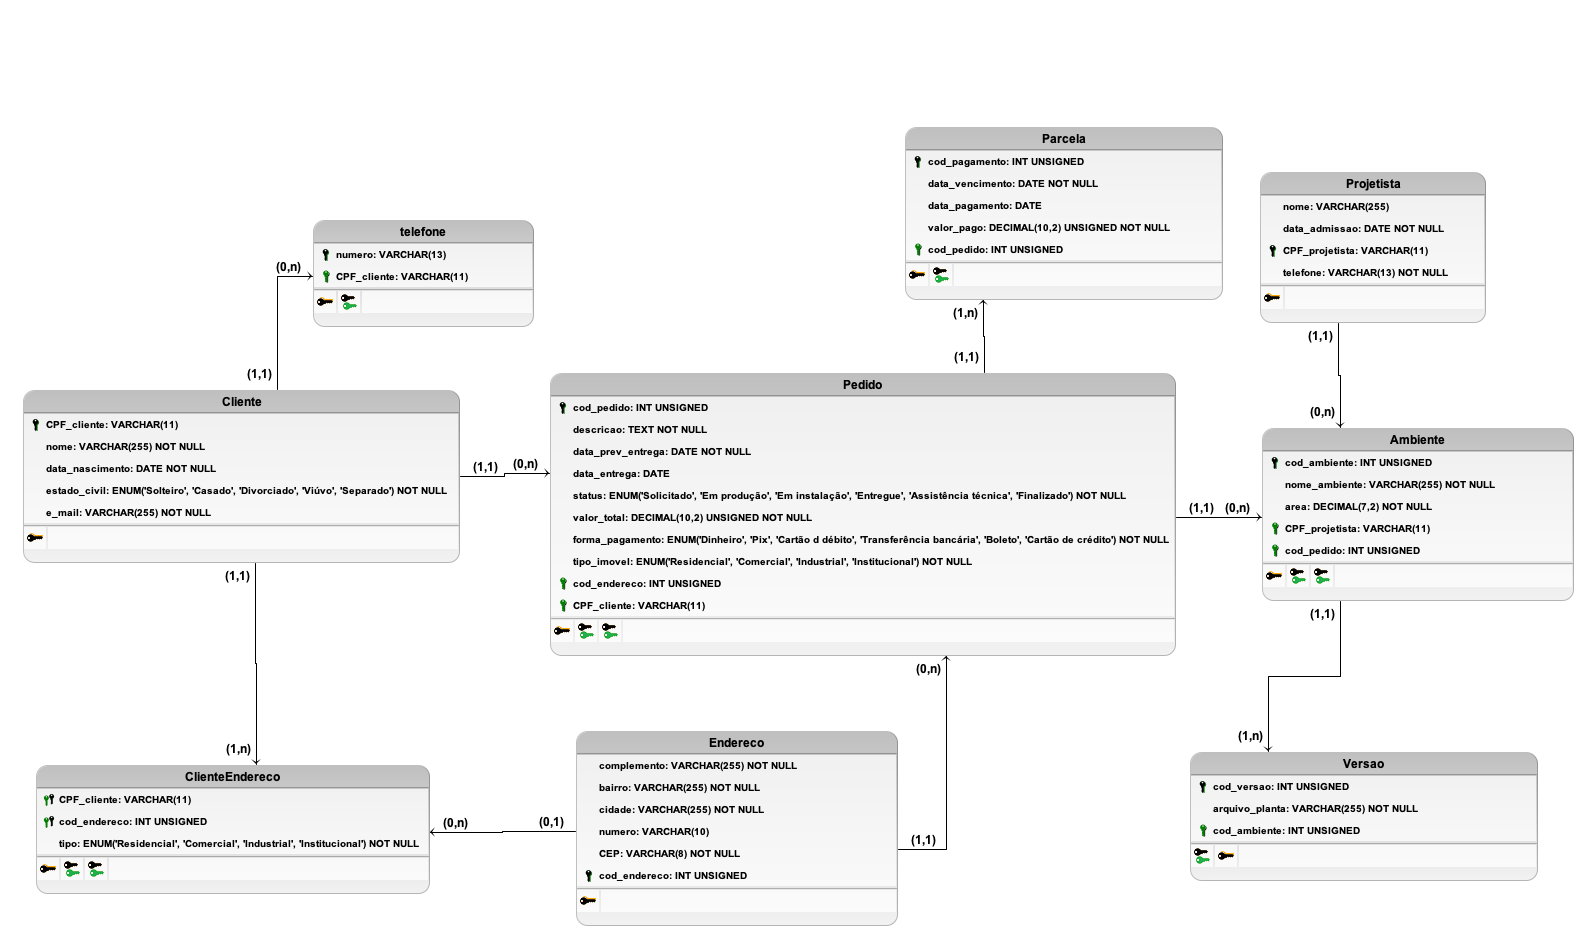 Parcela
cod_pagamento: INT UNSIGNED
data_vencimento: DATE NOT NULL
data_pagamento: DATE
valor_pago: DECIMAL(10,2) UNSIGNED NOT NULL
cod_pedido: INT UNSIGNED
(1,n)
(1,1)
Projetista
nome: VARCHAR(255)
data_admissao: DATE NOT NULL
CPF_projetista: VARCHAR(11)
telefone: VARCHAR(13) NOT NULL
(1,1)
(0,n)
telefone
numero: VARCHAR(13)
CPF_cliente: VARCHAR(11)
(0,n)
(1,1)
Cliente
CPF_cliente: VARCHAR(11)
nome: VARCHAR(255) NOT NULL
data_nascimento: DATE NOT NULL
estado_civil: ENUM('Solteiro', 'Casado', 'Divorciado', 'Viúvo', 'Separado') NOT NULL
e_mail: VARCHAR(255) NOT NULL
(1,1)
(0,n)
(1,1)
(1,n)
Pedido
cod_pedido: INT UNSIGNED
descricao: TEXT NOT NULL
data_prev_entrega: DATE NOT NULL
data_entrega: DATE
status: ENUM('Solicitado', 'Em produção', 'Em instalação', 'Entregue', 'Assistência técnica', 'Finalizado') NOT NULL
valor_total: DECIMAL(10,2) UNSIGNED NOT NULL
forma_pagamento: ENUM('Dinheiro', 'Pix', 'Cartão d débito', 'Transferência bancária', 'Boleto', 'Cartão de crédito') NOT NULL
tipo_imovel: ENUM('Residencial', 'Comercial', 'Industrial', 'Institucional') NOT NULL
cod_endereco: INT UNSIGNED
CPF_cliente: VARCHAR(11)
(1,1)
(0,n)
(0,n)
Ambiente
cod_ambiente: INT UNSIGNED
nome_ambiente: VARCHAR(255) NOT NULL
area: DECIMAL(7,2) NOT NULL
CPF_projetista: VARCHAR(11)
cod_pedido: INT UNSIGNED
(1,1)
(1,n)
ClienteEndereco
CPF_cliente: VARCHAR(11)
cod_endereco: INT UNSIGNED
tipo: ENUM('Residencial', 'Comercial', 'Industrial', 'Institucional') NOT NULL
(0,n)
(0,1)
Endereco
complemento: VARCHAR(255) NOT NULL
bairro: VARCHAR(255) NOT NULL
cidade: VARCHAR(255) NOT NULL
numero: VARCHAR(10)
CEP: VARCHAR(8) NOT NULL
cod_endereco: INT UNSIGNED
(1,1)
Versao
cod_versao: INT UNSIGNED
arquivo_planta: VARCHAR(255) NOT NULL
cod_ambiente: INT UNSIGNED